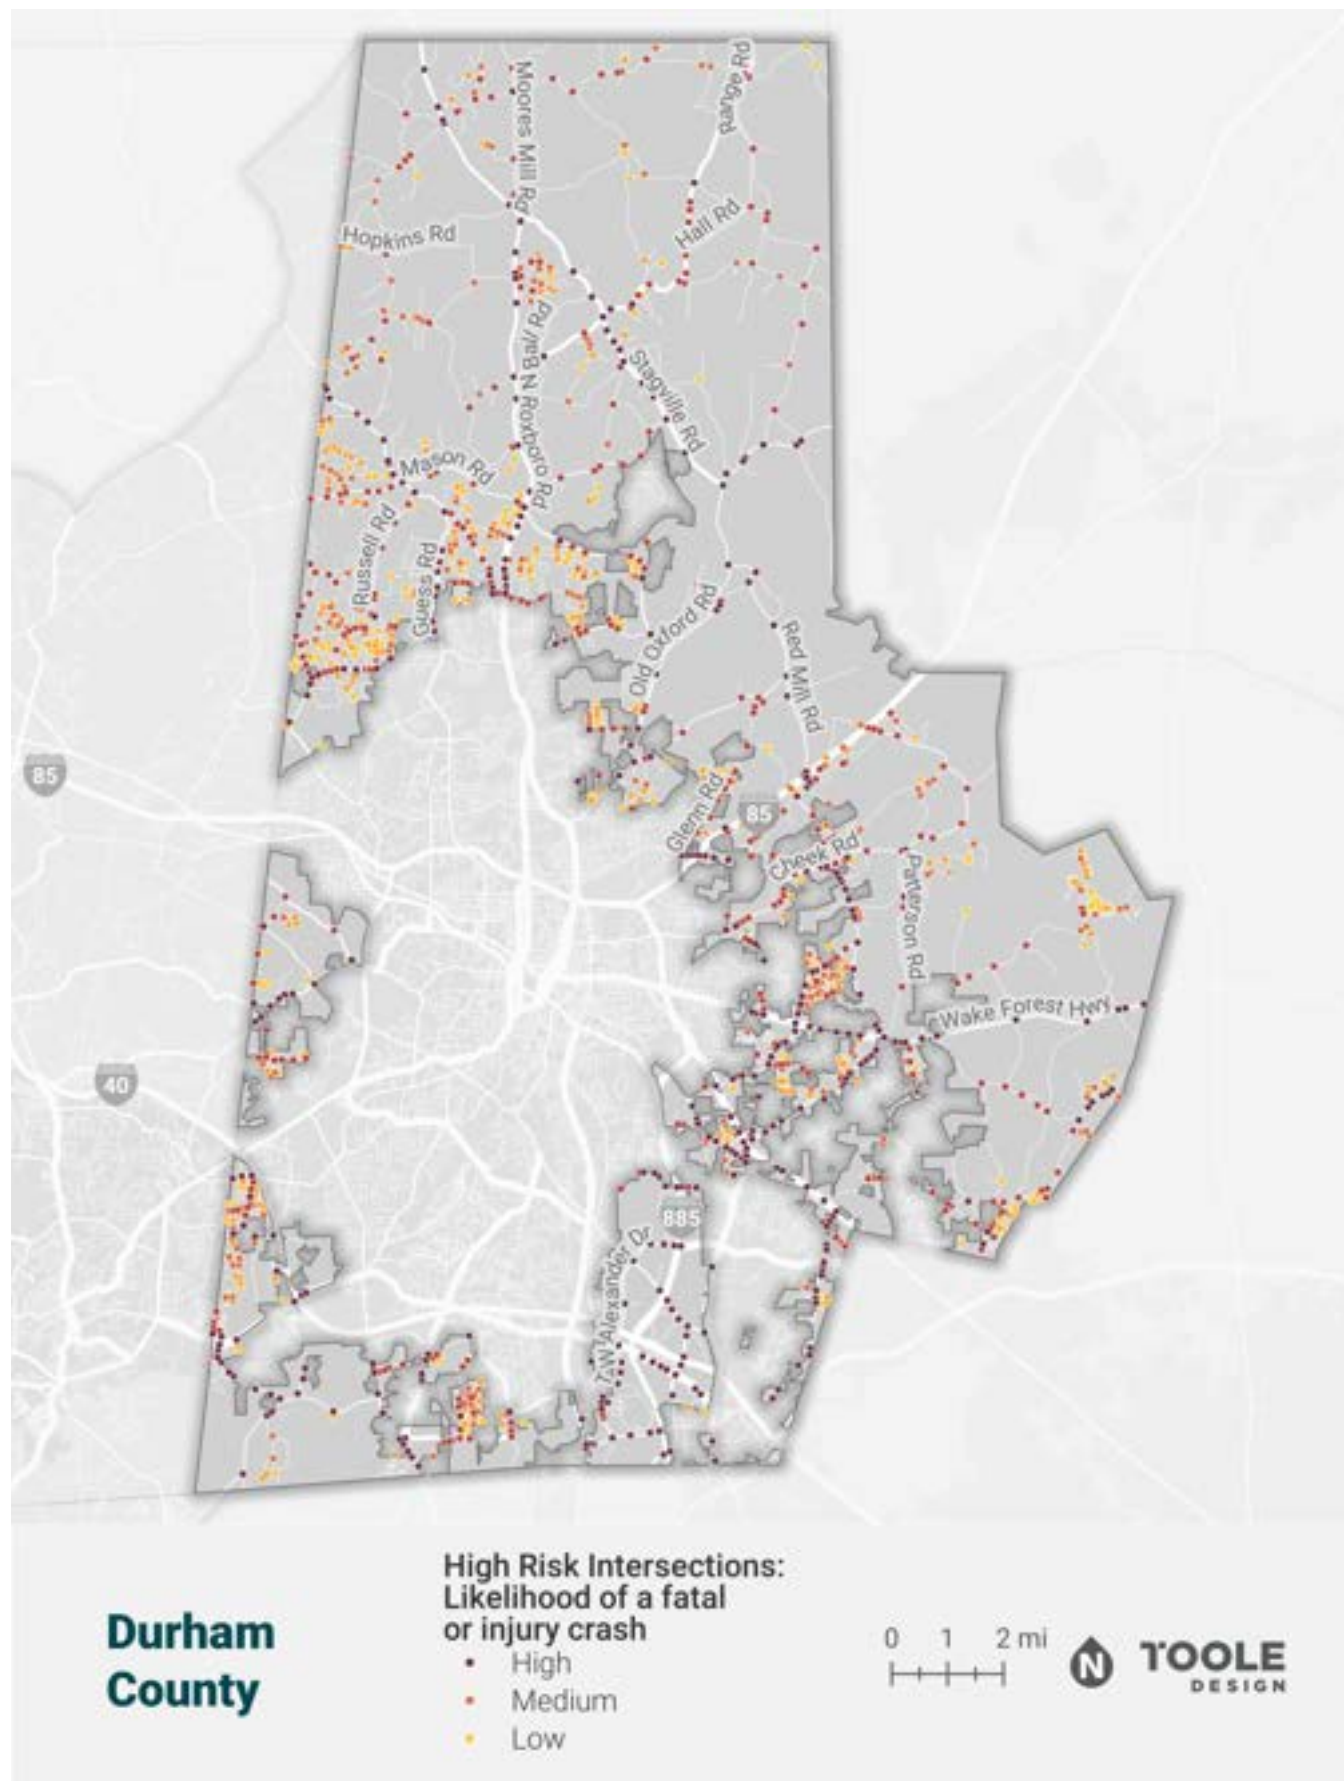 Moores Mill Rd
Range Rd
Hopkins Rd
Hall Rd
N Roxboro Rd
Ball Rd
Stagville Rd
Mason Rd
Russell Rd
Guess Rd
Old Oxford Rd
Red Mill Rd
85
Glenn Rd
85
Cheek Rd
Patterson Rd
Wake Forest Hwy
40
885
T W Alexander Dr
High Risk Intersections:
Likelihood of a fatal
or injury crash
High
Medium
Low
Durham
County
0 1 2 mi
N
TOOLE
DESIGN